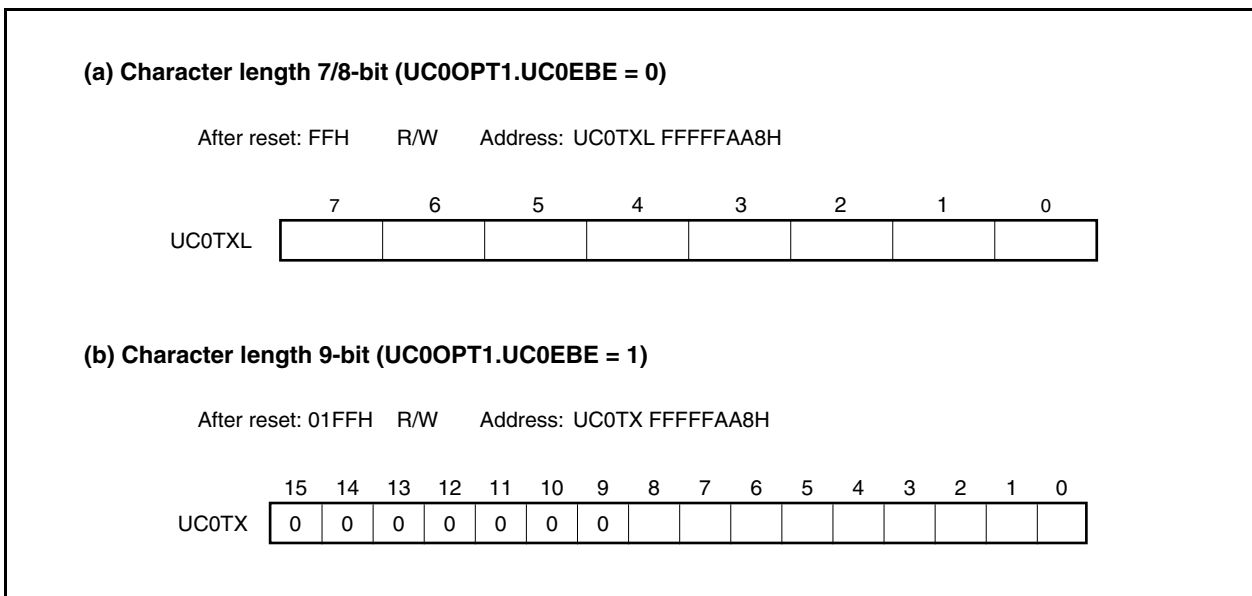 (a) Character length 7/8-bit (UC0OPT1.UC0EBE = 0)
After reset: FFH R/W Address: UC0TXL FFFFFAA8H
7 6 5 4 3 2 1 0
UC0TXL
(b) Character length 9-bit (UC0OPT1.UC0EBE = 1)
After reset: 01FFH R/W Address: UC0TX FFFFFAA8H
15 14 13 12 11 10 9 8 7 6 5 4 3 2 1 0
UC0TX 0 0 0 0 0 0 0